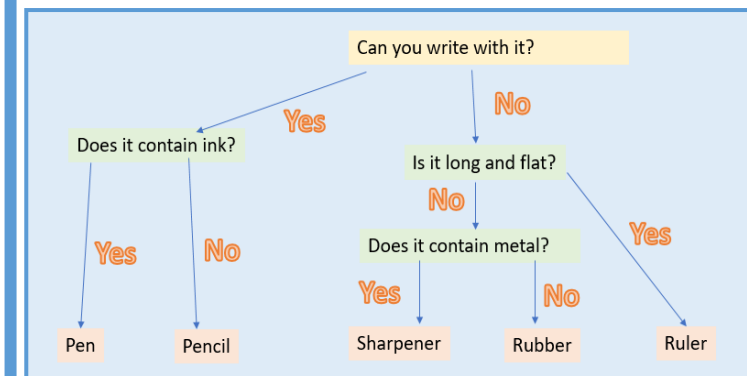 Can you write with it?
Yes
No
Does it contain ink?
Is it long and flat?
No
Yes
Yes
No
Does it contain metal?
Yes
No
Pen
Pencil
Sharpener
Rubber
Ruler